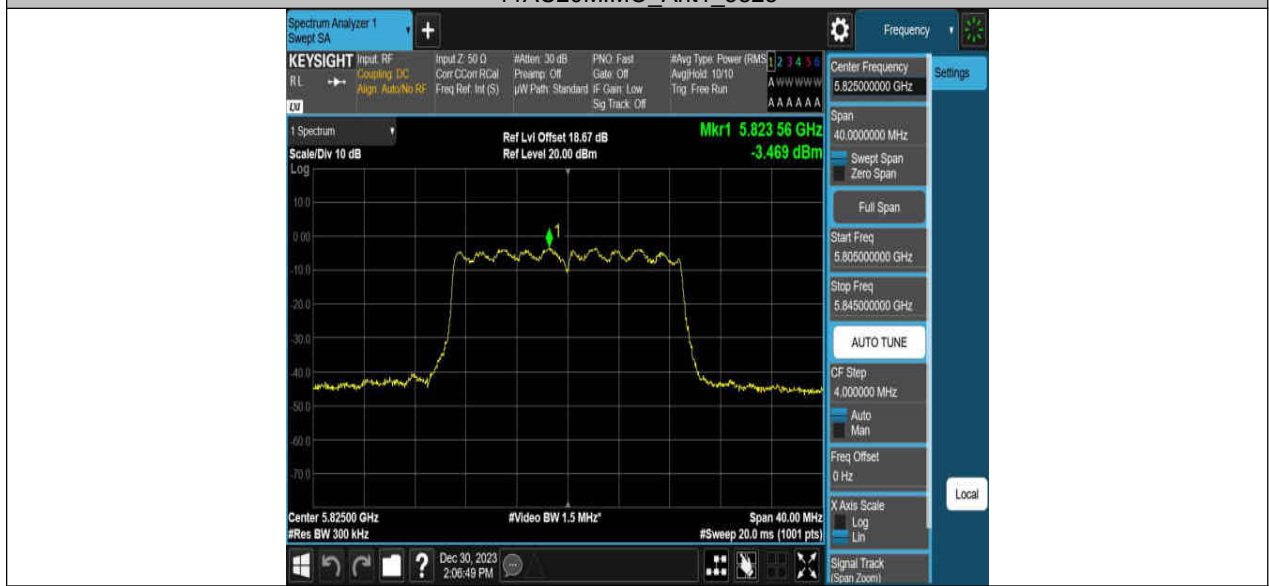 Spectrum Analyzer 1
Swept SA
+
Frequency
KEYSIGHT
RL
LXI
Input: RF
Coupling: DC
Align: Auto/No RF
Input Z: 50 Ω
Corr CCorr RCal
Freq Ref: Int (S)
#Atten: 30 dB
Preamp: Off
µW Path: Standard
PNO: Fast
Gate: Off
IF Gain: Low
Sig Track: Off
#Avg Type: Power (RMS
Avg|Hold: 10/10
Trig: Free Run
1 2 3 4 5 6
A W W W W W
A A A A A A
1 Spectrum
Scale/Div 10 dB
Log
Ref Lvl Offset 18.67 dB
Ref Level 20.00 dBm
Mkr1 5.823 56 GHz
-3.469 dBm
10.0
0.00
-10.0
-20.0
-30.0
-40.0
-50.0
-60.0
-70.0
1
Center 5.82500 GHz
#Res BW 300 kHz
#Video BW 1.5 MHz*
Span 40.00 MHz
#Sweep 20.0 ms (1001 pts)
Center Frequency
5.825000000 GHz
Settings
Span
40.0000000 MHz
Swept Span
Zero Span
Full Span
Start Freq
5.805000000 GHz
Stop Freq
5.845000000 GHz
AUTO TUNE
CF Step
4.000000 MHz
Auto
Man
Freq Offset
0 Hz
X Axis Scale
Log
Lin
Local
Signal Track
(Span Zoom)
?
Dec 30, 2023
2:06:49 PM